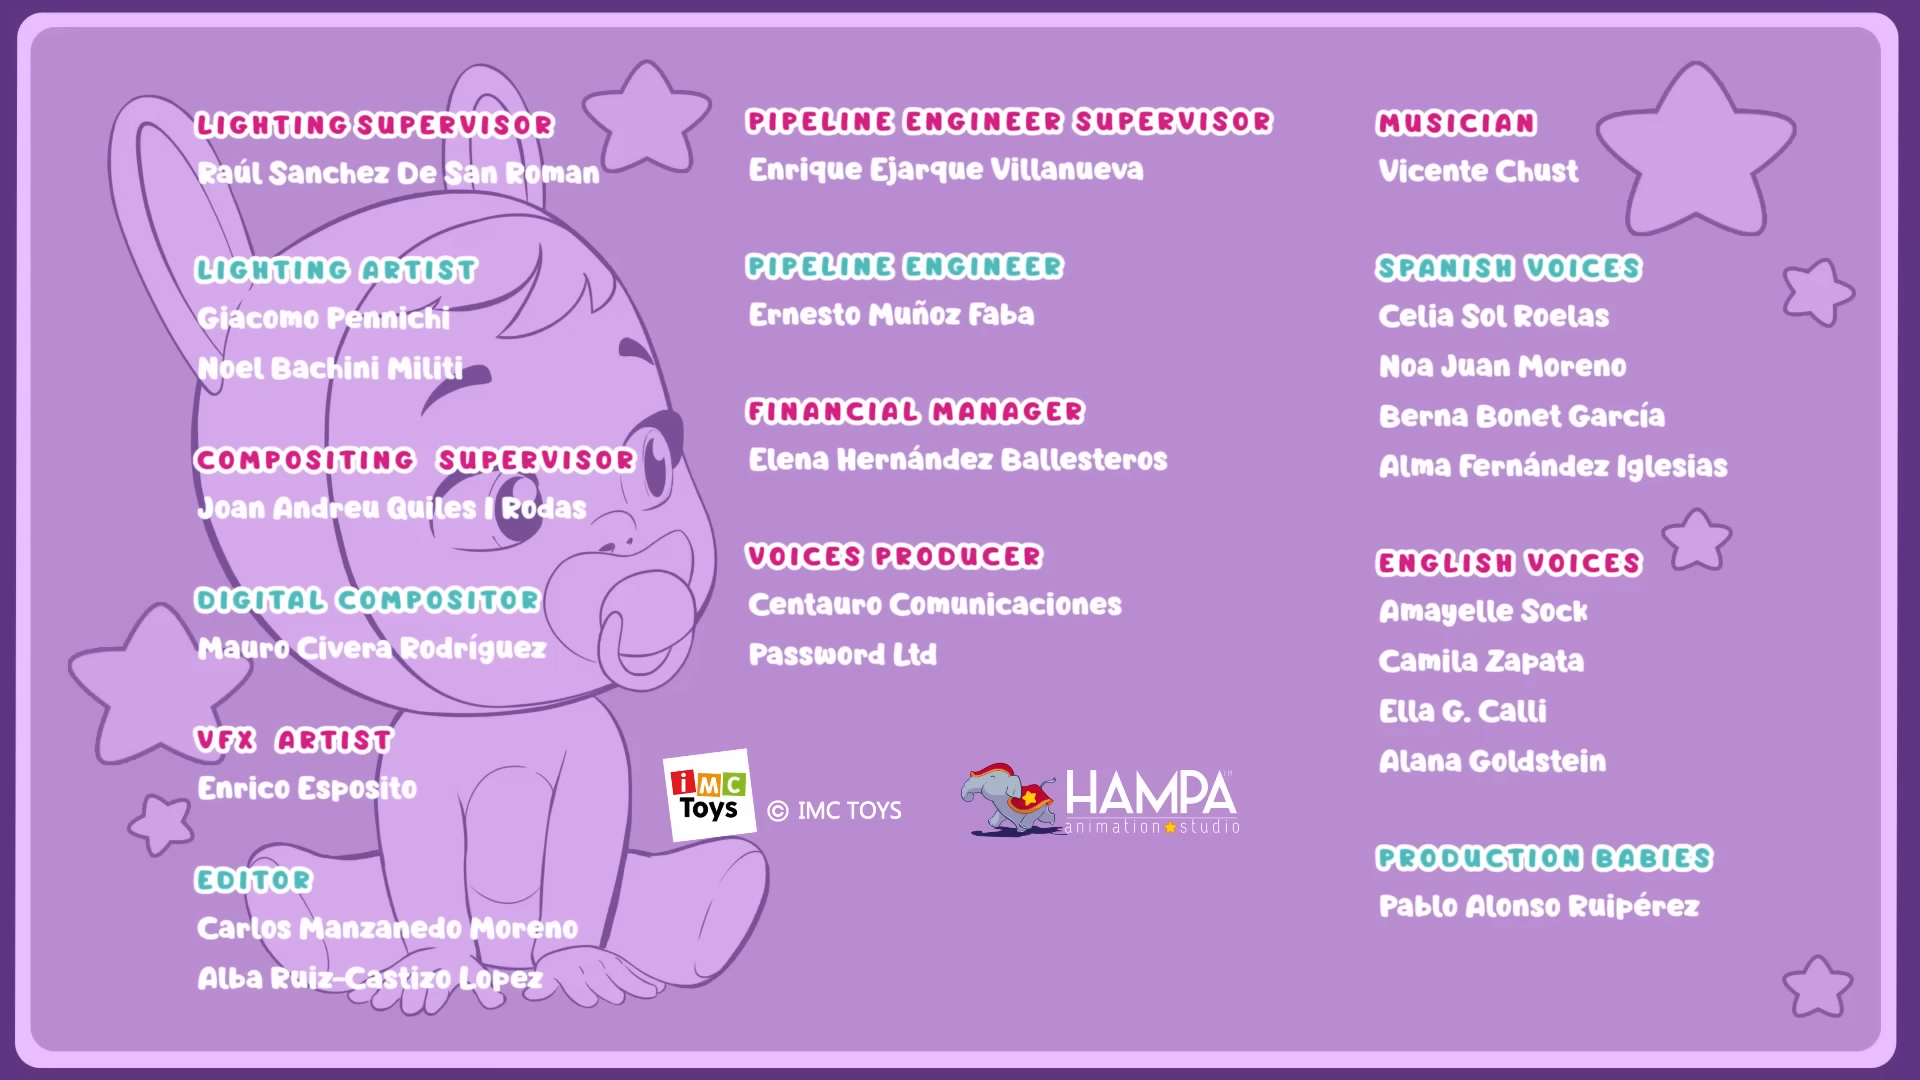 LIGHTING SUPERVISOR
Raúl Sanchez De San Roman
LIGHTING ARTIST
Giacomo Pennichi
Noel Bachini Militi
COMPOSITING SUPERVISOR
Joan Andreu Quiles I Rodas
DIGITAL COMPOSITOR
Mauro Civera Rodríguez
VFX ARTIST
Enrico Esposito
EDITOR
Carlos Manzanedo Moreno
Alba Ruiz-Castizo Lopez
PIPELINE ENGINEER SUPERVISOR
Enrique Ejarque Villanueva
PIPELINE ENGINEER
Ernesto Muñoz Faba
FINANCIAL MANAGER
Elena Hernández Ballesteros
VOICES PRODUCER
Centauro Comunicaciones
Password Ltd
iMC
Toys
© IMC TOYS
HAMPA™
animation studio
MUSICIAN
Vicente Chust
SPANISH VOICES
Celia Sol Roelas
Noa Juan Moreno
Berna Bonet García
Alma Fernández Iglesias
ENGLISH VOICES
Amayelle Sock
Camila Zapata
Ella G. Calli
Alana Goldstein
PRODUCTION BABIES
Pablo Alonso Ruipérez